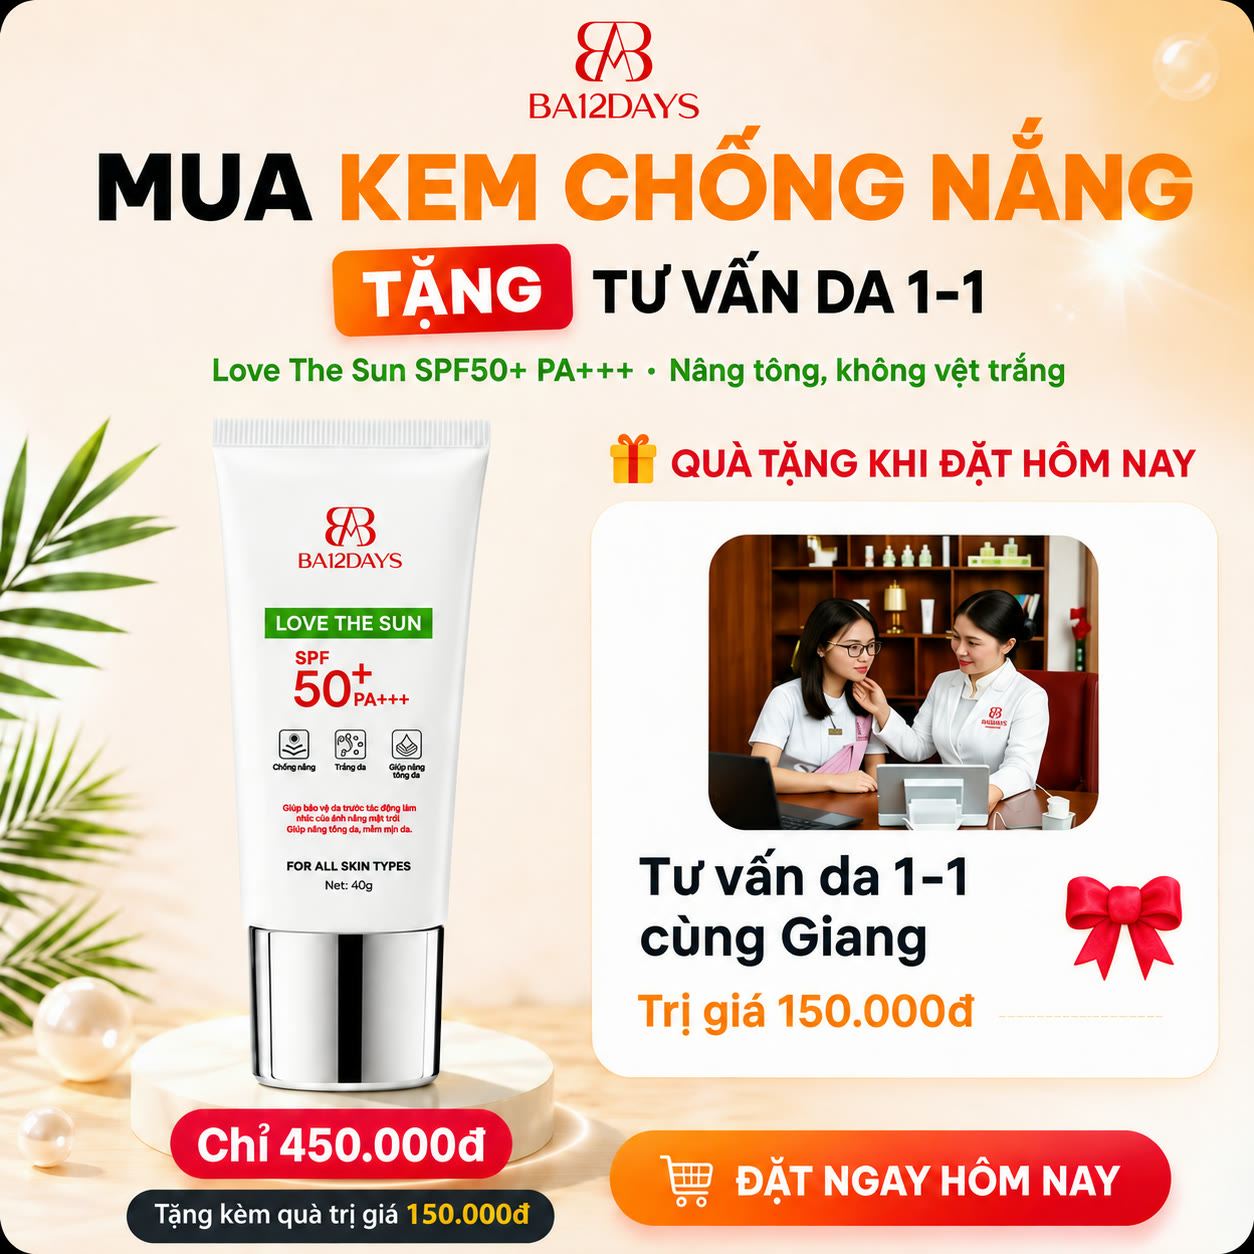 BA12DAYS
MUA KEM CHỐNG NẮNG
TẶNG TƯ VẤN DA 1-1
Love The Sun SPF50+ PA+++ • Nâng tông, không vệt trắng
BA12DAYS
LOVE THE SUN
SPF
50+
PA+++
Chống nắng
Trắng da
Giúp nâng
tông da
Giúp bảo vệ da trước tác động làm
nhìc của ánh nắng mặt trời
Giúp nâng tông da, mềm mịn da.
FOR ALL SKIN TYPES
Net: 40g
Chỉ 450.000đ
Tặng kèm quà trị giá 150.000đ
QUÀ TẶNG KHI ĐẶT HÔM NAY
BA12DAYS
Tư vấn da 1-1
cùng Giang
Trị giá 150.000đ
ĐẶT NGAY HÔM NAY